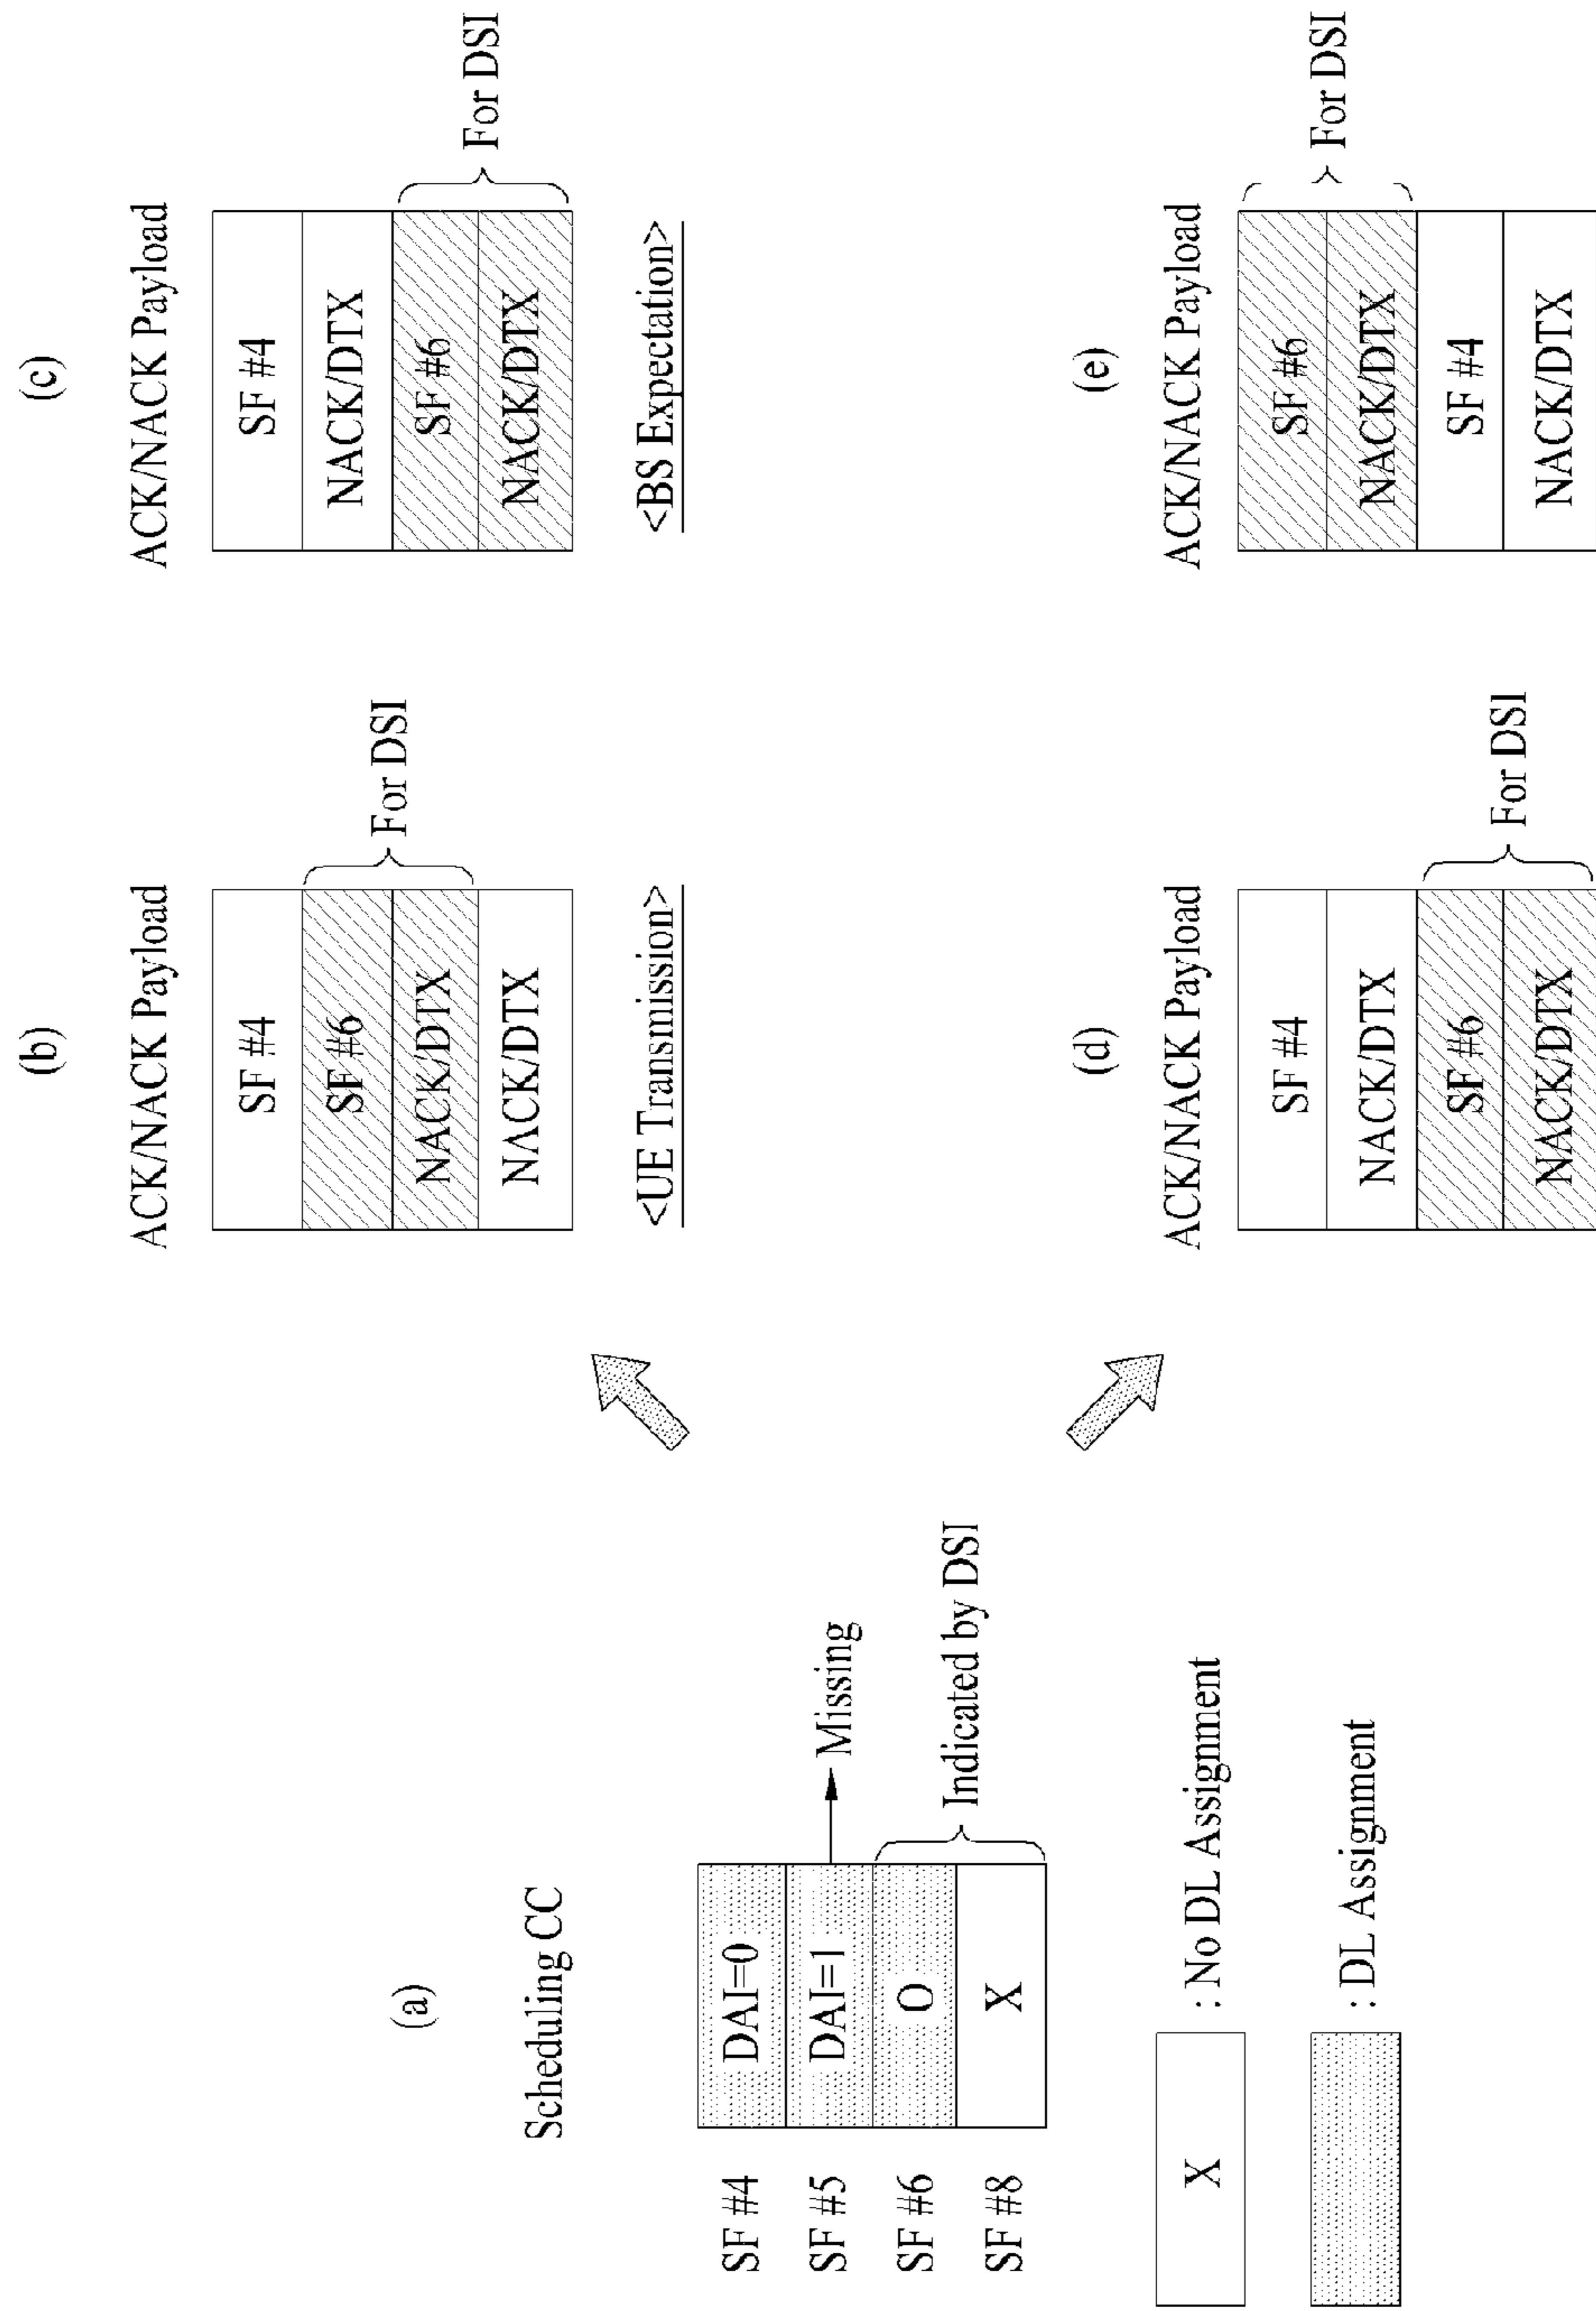 (a)
Scheduling CC
SF #4
DAI=0
SF #5
DAI=1
Missing
SF #6
O
SF #8
X
Indicated by DSI
X
: No DL Assignment
: DL Assignment
(b)
ACK/NACK Payload
SF #4
SF #6
NACK/DTX
NACK/DTX
For DSI
<UE Transmission>
(c)
ACK/NACK Payload
SF #4
NACK/DTX
SF #6
NACK/DTX
For DSI
<BS Expectation>
(d)
ACK/NACK Payload
SF #4
NACK/DTX
SF #6
NACK/DTX
For DSI
(e)
ACK/NACK Payload
SF #6
NACK/DTX
SF #4
NACK/DTX
For DSI